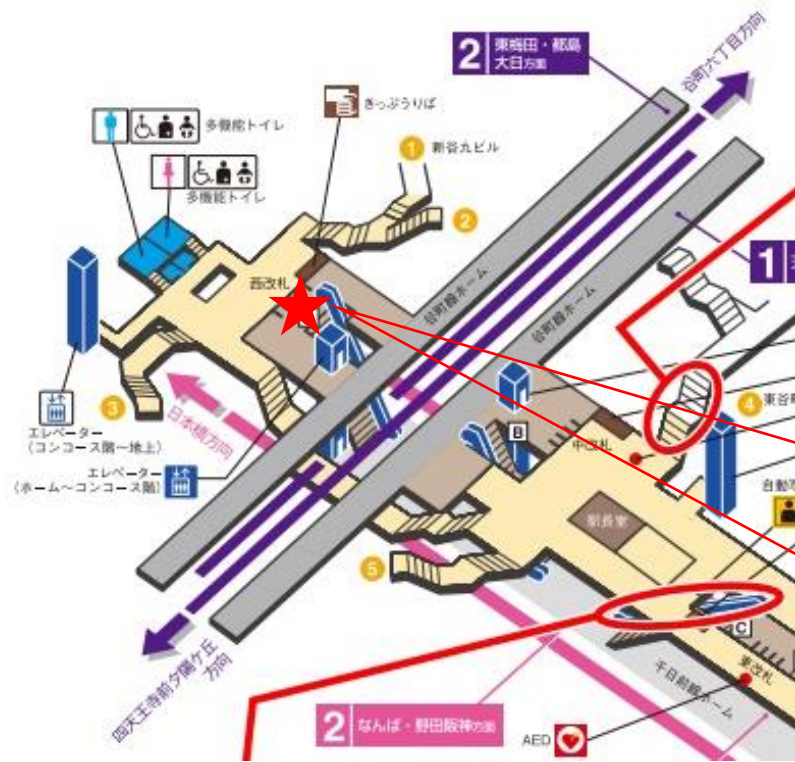 2 東梅田・都島
大日方面
谷町六丁目方向
きっぷうりば
多機能トイレ
1 新谷九ビル
多機能トイレ
2
西改札
谷町線ホーム
谷町線ホーム
1
3
日本橋方向
4 東谷町
エレベーター
(コンコース階～地上)
B
中改札
エレベーター
(ホーム～コンコース階)
自動
駅長室
5
C
四天王寺前夕陽ケ丘
方向
千日前線ホーム
東改札
2 なんば・野田阪神方面
AED